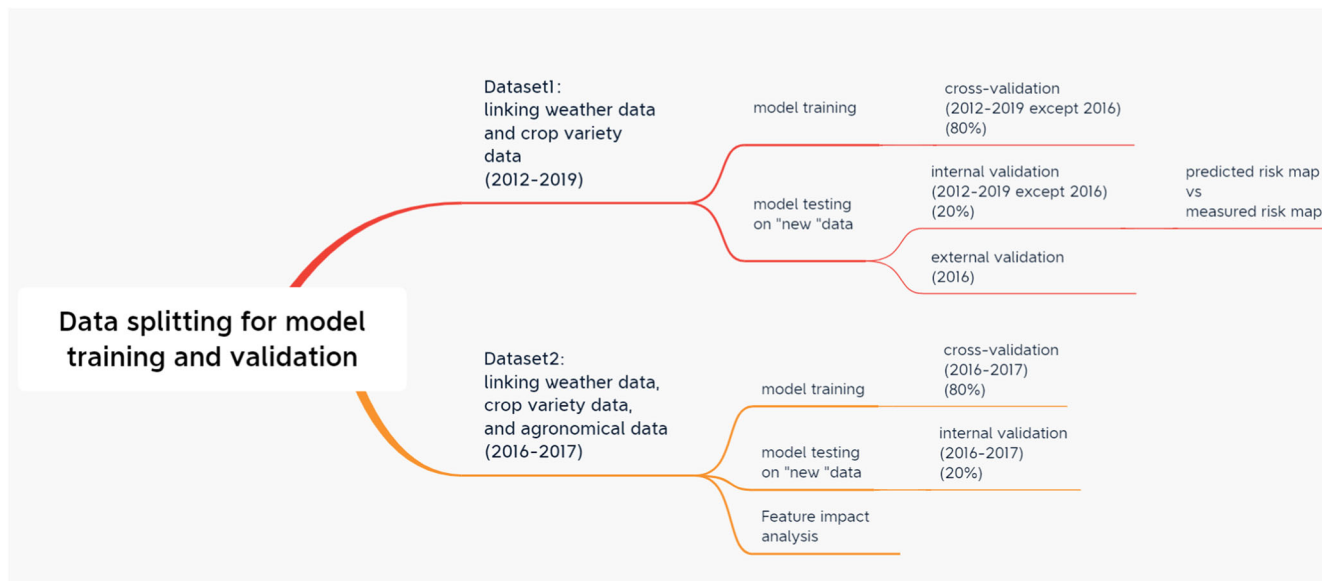 Data splitting for model
training and validation
Dataset1:
linking weather data
and crop variety
data
(2012-2019)
model training
cross-validation
(2012-2019 except 2016)
(80%)
model testing
on "new "data
internal validation
(2012-2019 except 2016)
(20%)
predicted risk map
vs
measured risk map
external validation
(2016)
Dataset2:
linking weather data,
crop variety data,
and agronomical data
(2016-2017)
model training
cross-validation
(2016-2017)
(80%)
model testing
on "new "data
internal validation
(2016-2017)
(20%)
Feature impact
analysis